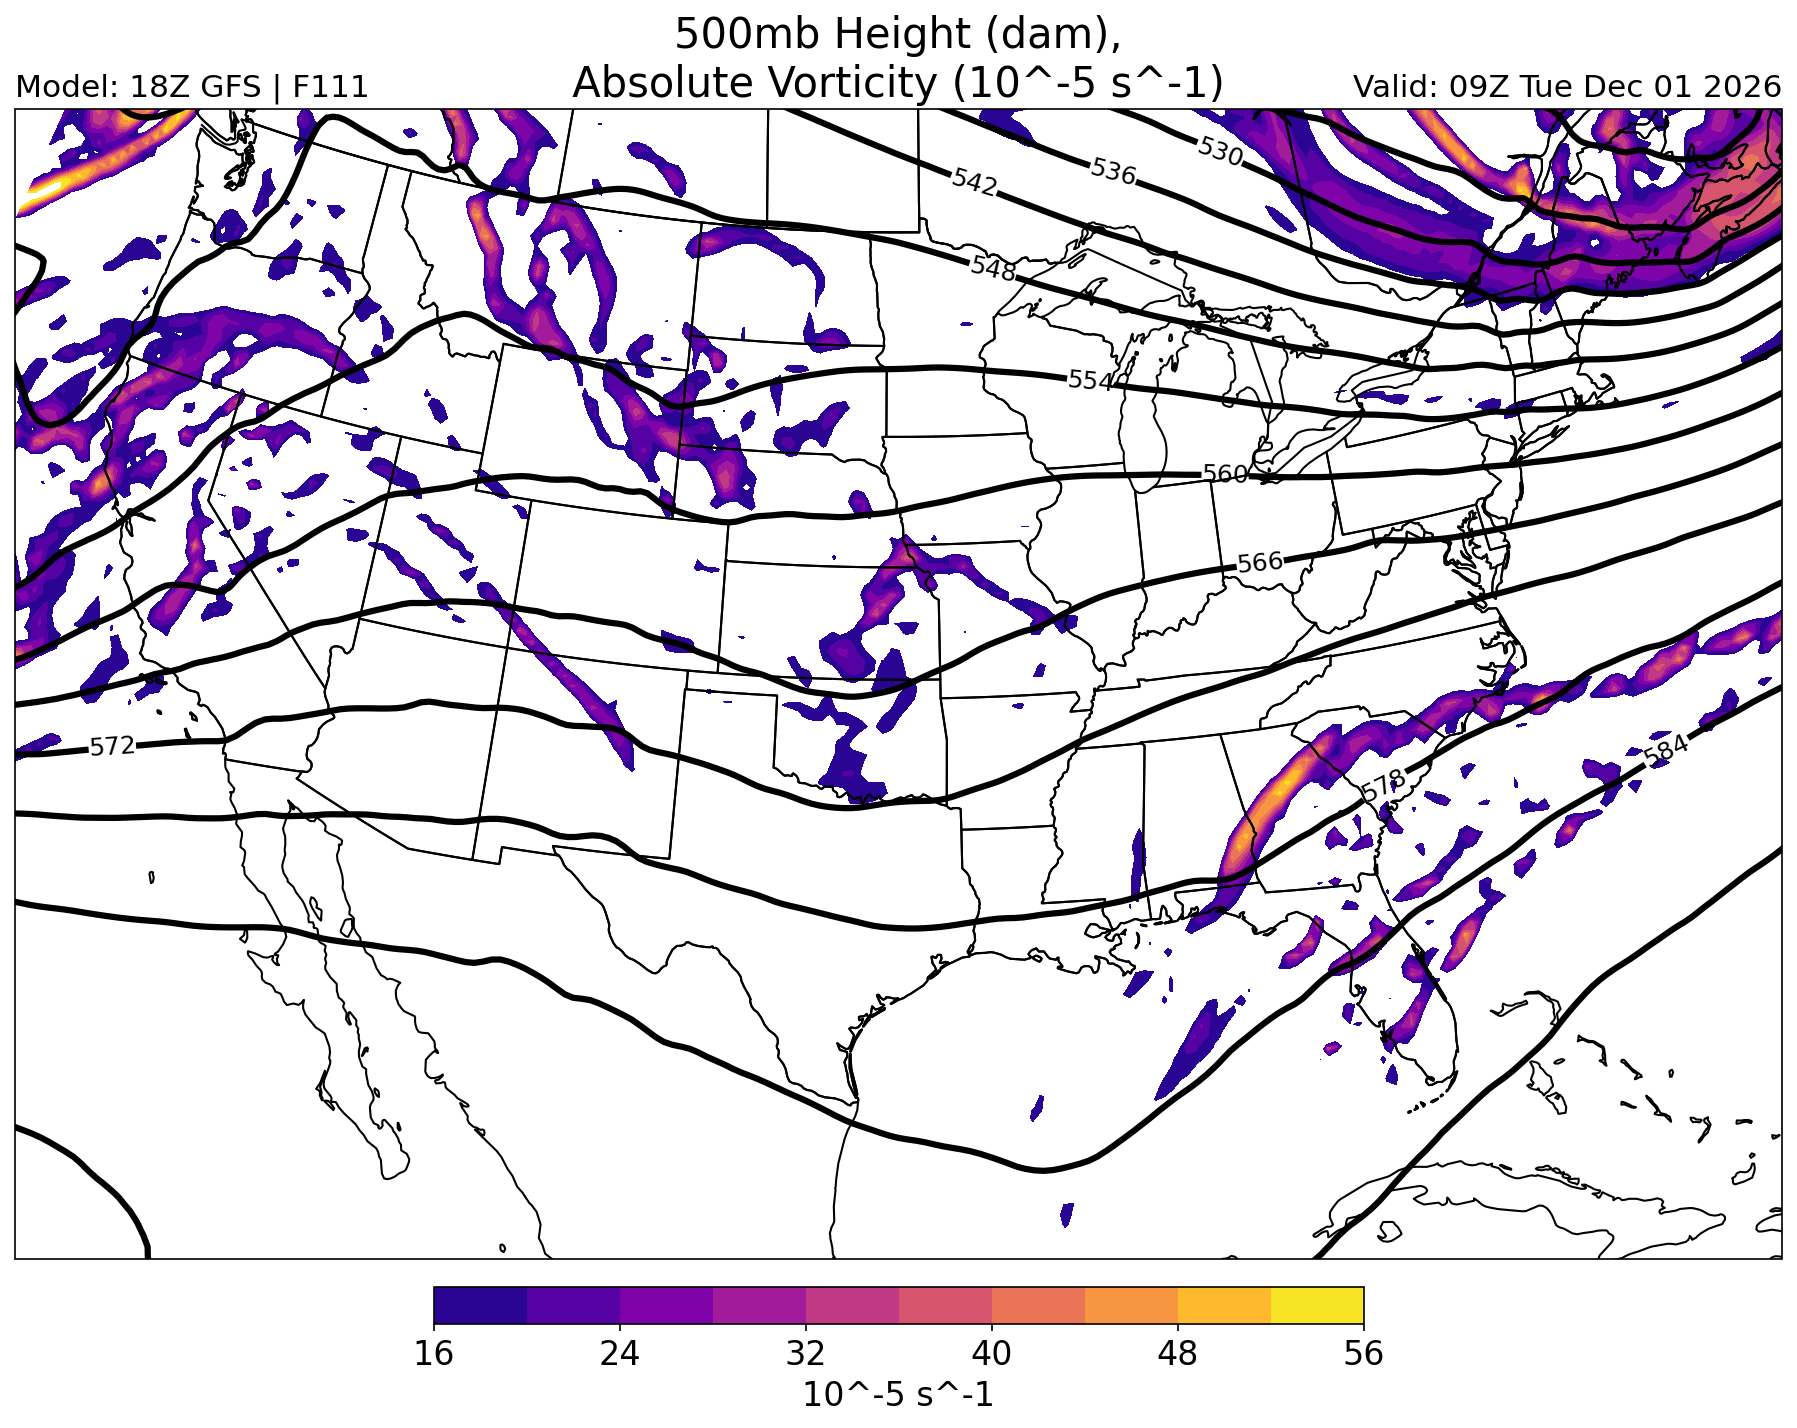 500mb Height (dam),
Model: 18Z GFS | F111
Absolute Vorticity (10^-5 s^-1)
Valid: 09Z Tue Dec 01 2026
530
536
542
548
554
560
566
572
578
584
16 24 32 40 48 56
10^-5 s^-1